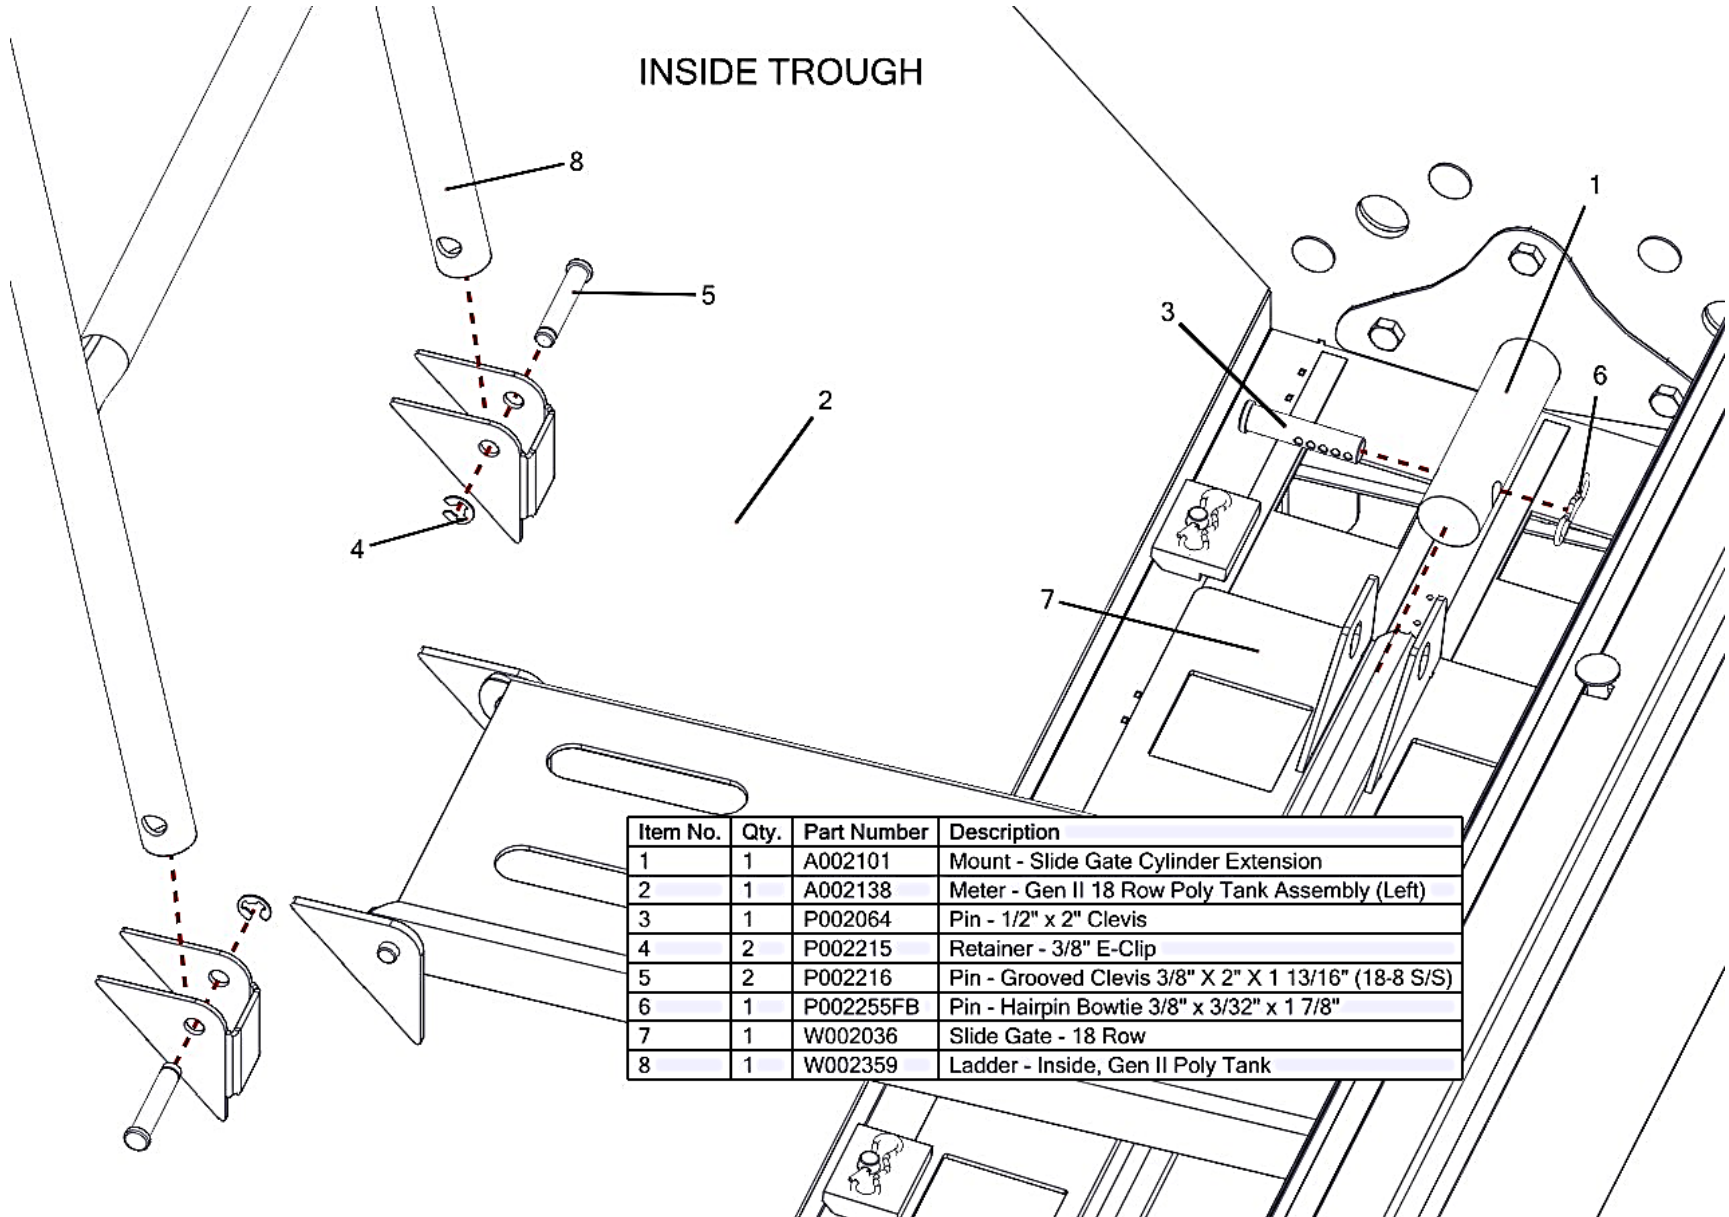 INSIDE TROUGH
8
1
5
3
6
2
4
7
Item No. Qty. Part Number Description
1 1 A002101 Mount - Slide Gate Cylinder Extension
2 1 A002138 Meter - Gen II 18 Row Poly Tank Assembly (Left)
3 1 P002064 Pin - 1/2" x 2" Clevis
4 2 P002215 Retainer - 3/8" E-Clip
5 2 P002216 Pin - Grooved Clevis 3/8" X 2" X 1 13/16" (18-8 S/S)
6 1 P002255FB Pin - Hairpin Bowtie 3/8" x 3/32" x 1 7/8"
7 1 W002036 Slide Gate - 18 Row
8 1 W002359 Ladder - Inside, Gen II Poly Tank